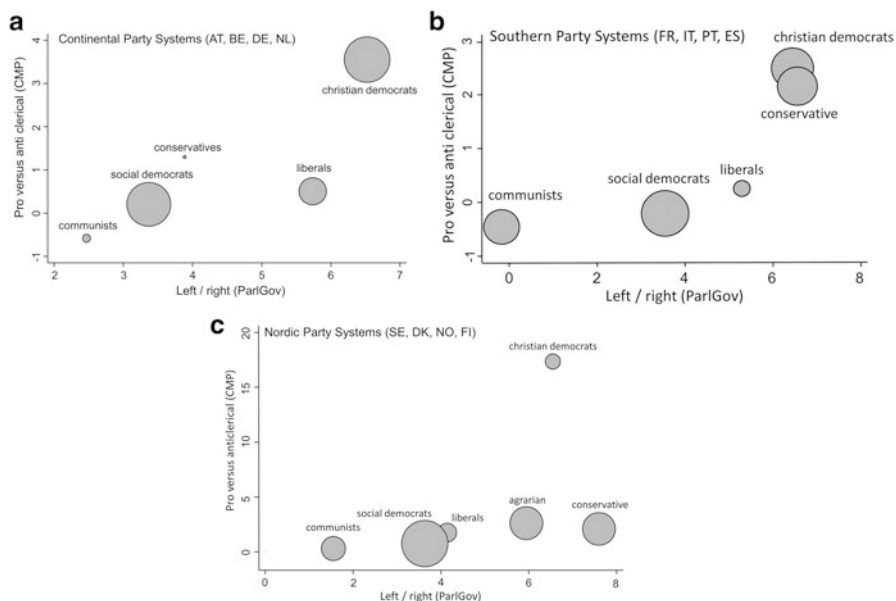 a
Continental Party Systems (AT, BE, DE, NL)
Pro versus anti clerical (CMP)
4
3
2
1
0
-1
christian democrats
conservatives
social democrats
liberals
communists
2 3 4 5 6 7
Left / right (ParlGov)
b
Southern Party Systems (FR, IT, PT, ES)
Pro versus anti clerical (CMP)
3
2
1
0
-1
christian democrats
conservative
social democrats
liberals
communists
0 2 4 6 8
Left / right (ParlGov)
c
Nordic Party Systems (SE, DK, NO, FI)
Pro versus anticlerical (CMP)
20
15
10
5
0
christian democrats
agrarian
conservative
social democrats
liberals
communists
0 2 4 6 8
Left / right (ParlGov)